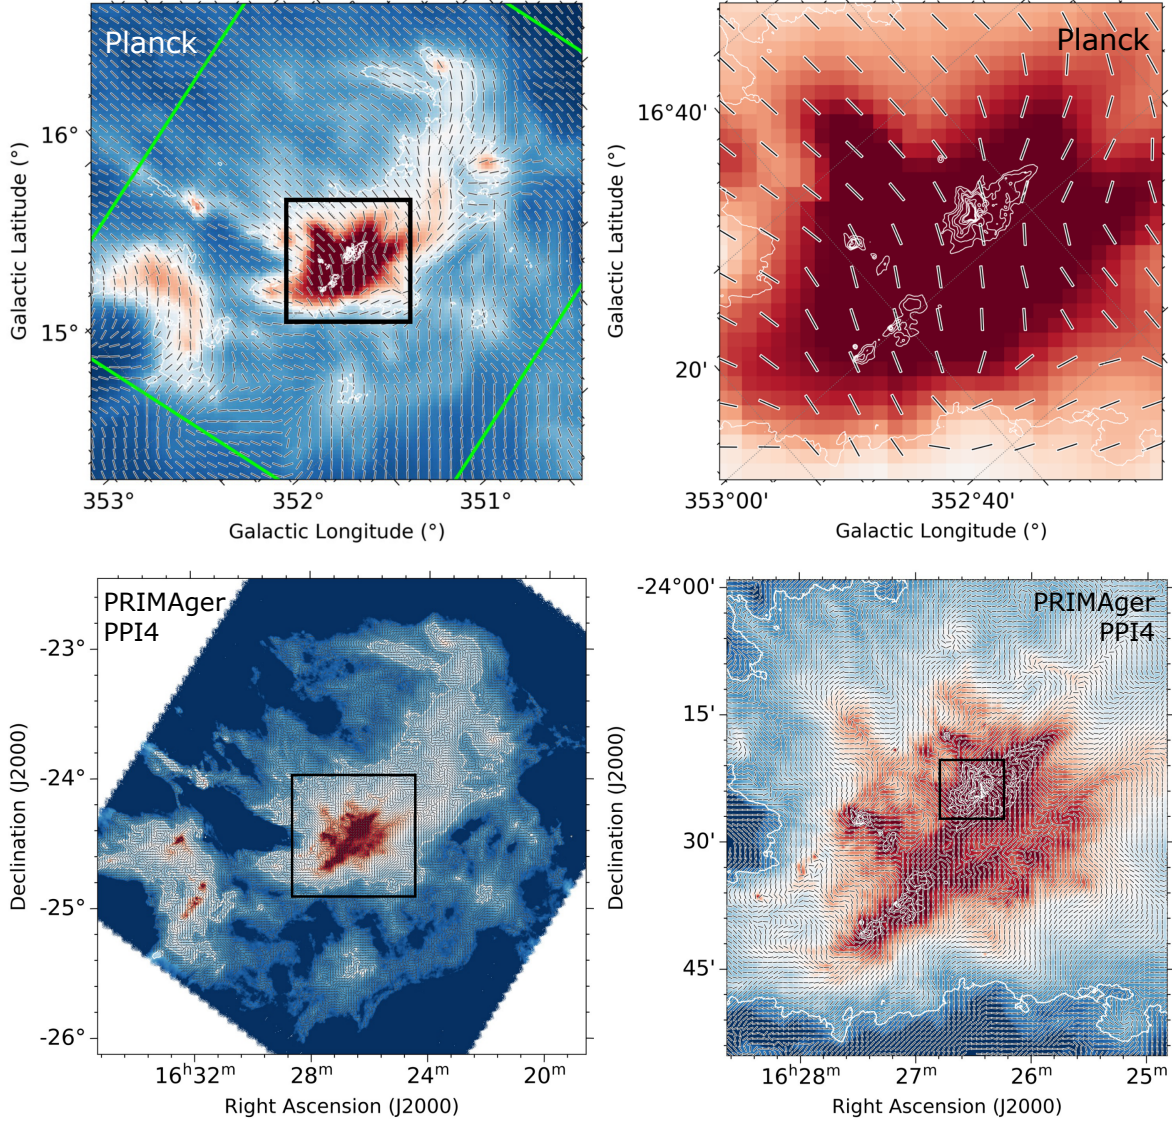 Planck
16°
15°
Galactic Latitude (°)
353°
352°
351°
Galactic Longitude (°)
Planck
16°40'
20'
Galactic Latitude (°)
353°00'
352°40'
Galactic Longitude (°)
PRIMAger
PPI4
-23°
-24°
-25°
-26°
Declination (J2000)
16ʰ32ᵐ
28ᵐ
24ᵐ
20ᵐ
Right Ascension (J2000)
PRIMAger
PPI4
-24°00'
15'
30'
45'
Declination (J2000)
16ʰ28ᵐ
27ᵐ
26ᵐ
25ᵐ
Right Ascension (J2000)